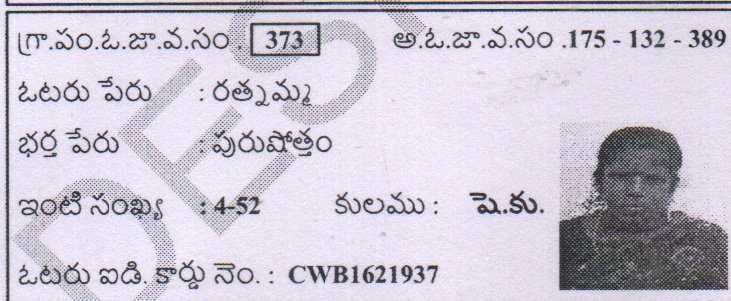 గ్రా.పం.ఓ.జా.వ.సం. 373 అ.ఓ.జా.వ.సం .175 - 132 - 389
ఓటరు పేరు : రత్నమ్మ
భర్త పేరు : పురుషోత్తం
ఇంటి సంఖ్య : 4-52 కులము : షె.కు.
ఓటరు ఐడి. కార్డు నెం. : CWB1621937